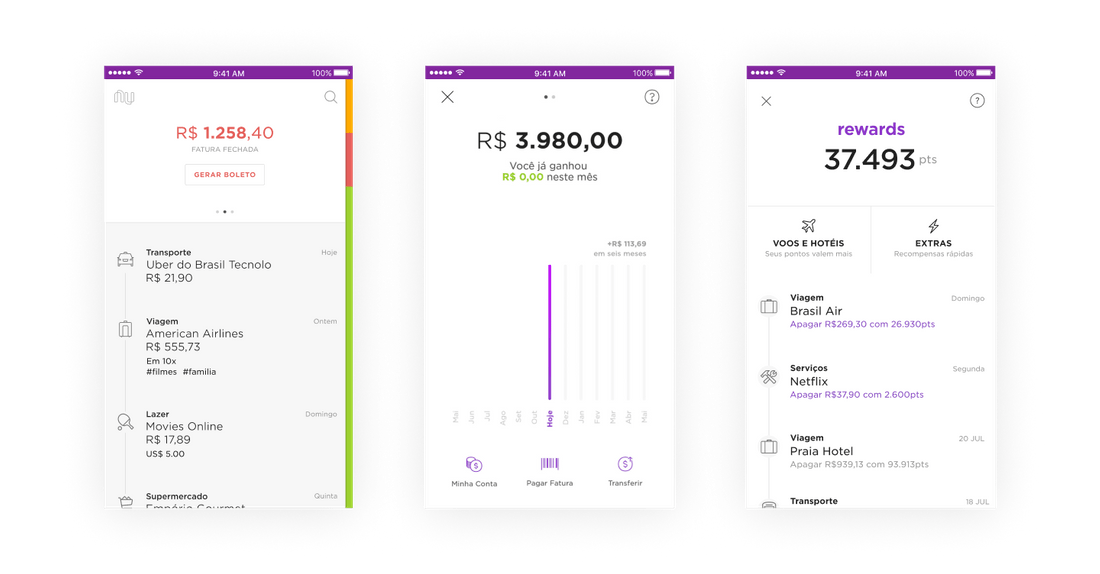 9:41 AM 100%
nu
R$ 1.258,40
FATURA FECHADA
GERAR BOLETO
Transporte Hoje
Uber do Brasil Tecnolo
R$ 21,90
Viagem Ontem
American Airlines
R$ 555,73
Em 10x
#filmes #familia
Lazer Domingo
Movies Online
R$ 17,89
US$ 5.00
Supermercado Quinta
Empório Gourmet
9:41 AM 100%
?
R$ 3.980,00
Você já ganhou
R$ 0,00 neste mês
+R$ 113,69
em seis meses
Mai Jun Jul Ago Set Out Hoje Dez Jan Fev Mar Abr Mai
Minha Conta Pagar Fatura Transferir
9:41 AM 100%
?
rewards
37.493 pts
VOOS E HOTÉIS
Seus pontos valem mais
EXTRAS
Recompensas rápidas
Viagem Domingo
Brasil Air
Apagar R$269,30 com 26.930pts
Serviços Segunda
Netflix
Apagar R$37,90 com 2.600pts
Viagem 20 JUL
Praia Hotel
Apagar R$939,13 com 93.913pts
Transporte 18 JUL